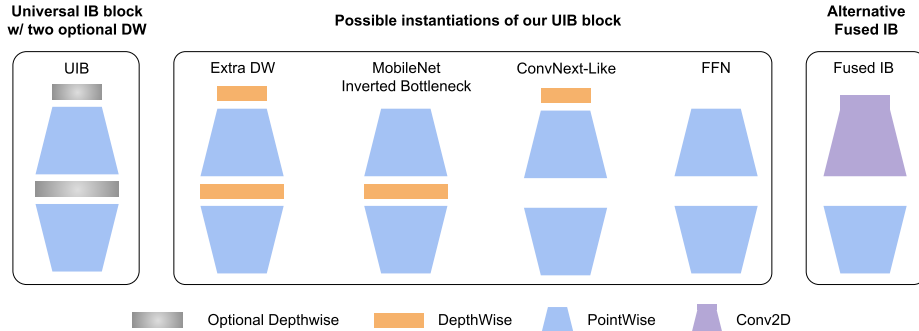 Universal IB block
w/ two optional DW
Possible instantiations of our UIB block
Alternative
Fused IB
UIB
Extra DW
MobileNet
Inverted Bottleneck
ConvNext-Like
FFN
Fused IB
Optional Depthwise
DepthWise
PointWise
Conv2D